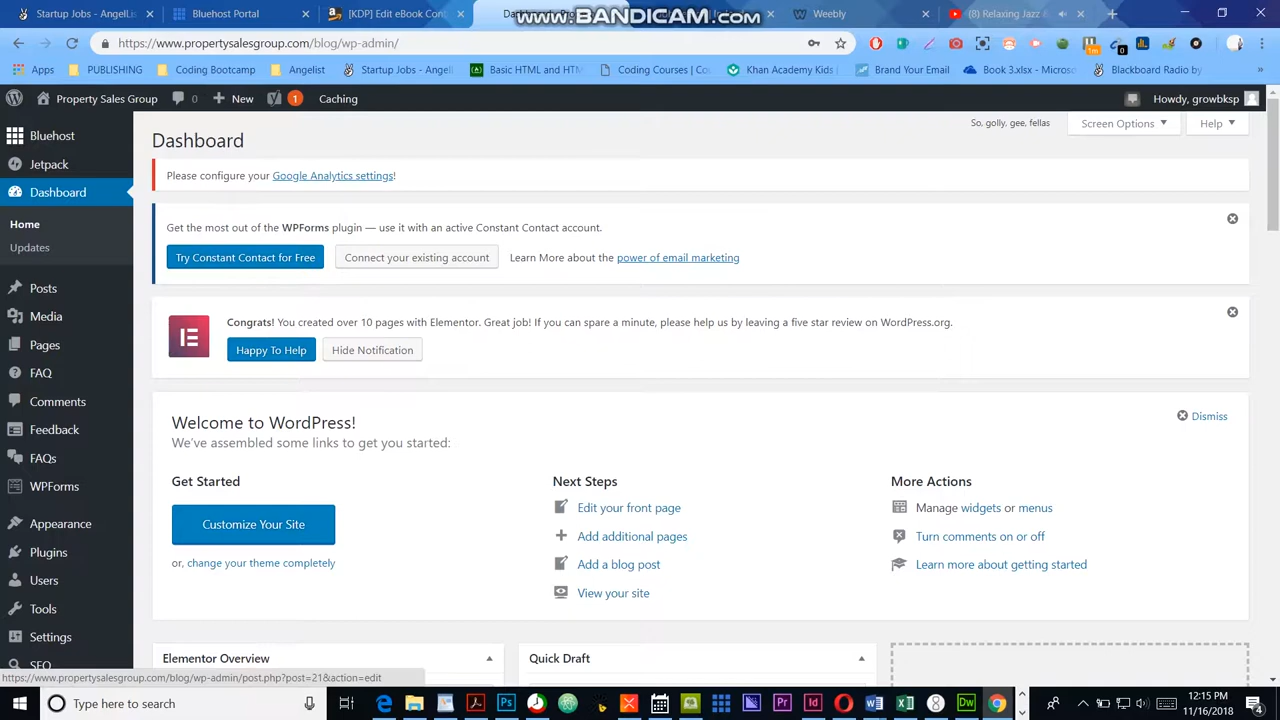 Startup Jobs - AngelLis
Bluehost Portal
[KDP] Edit eBook Cont
www.BANDICAM.com
Weebly
(8) Relaxing Jazz &
https://www.propertysalesgroup.com/blog/wp-admin/
1m
0
Apps
PUBLISHING
Coding Bootcamp
Angelist
Startup Jobs - Angeli
Basic HTML and HTM
Coding Courses | Co
Khan Academy Kids |
Brand Your Email
Book 3.xlsx - Micros
Blackboard Radio by
»
Property Sales Group
0
New
1
Caching
Howdy, growbksp
Bluehost
Jetpack
Dashboard
Home
Updates
Posts
Media
Pages
FAQ
Comments
Feedback
FAQs
WPForms
Appearance
Plugins
Users
Tools
Settings
SEO
So, golly, gee, fellas
Screen Options
Help
Dashboard
Please configure your Google Analytics settings!
Get the most out of the WPForms plugin — use it with an active Constant Contact account.
Try Constant Contact for Free
Connect your existing account
Learn More about the power of email marketing
Congrats! You created over 10 pages with Elementor. Great job! If you can spare a minute, please help us by leaving a five star review on WordPress.org.
Happy To Help
Hide Notification
Welcome to WordPress!
Dismiss
We've assembled some links to get you started:
Get Started
Customize Your Site
or, change your theme completely
Next Steps
Edit your front page
Add additional pages
Add a blog post
View your site
More Actions
Manage widgets or menus
Turn comments on or off
Learn more about getting started
Elementor Overview
Quick Draft
https://www.propertysalesgroup.com/blog/wp-admin/post.php?post=21&action=edit
Type here to search
12:15 PM
11/16/2018